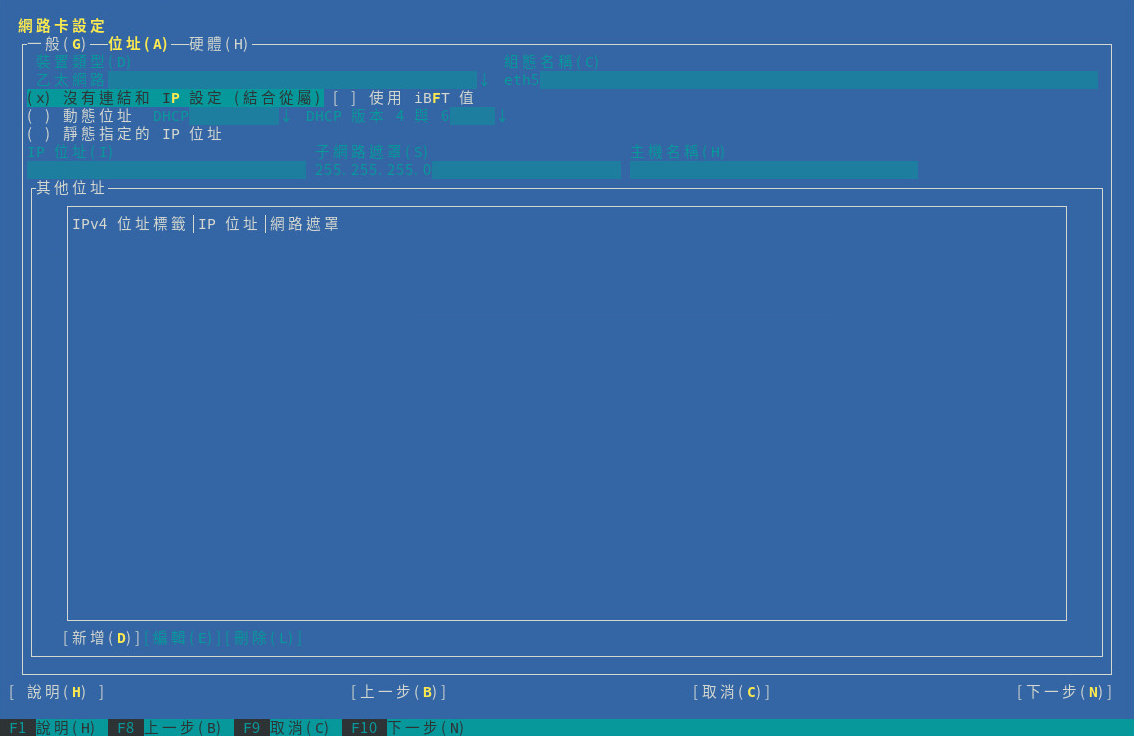 網路卡設定
一般(G) 位址(A) 硬體(H)
裝置類型(D) 組態名稱(C)
乙太網路 ↓ eth5
(x) 沒有連結和 IP 設定 (結合從屬) [ ] 使用 iBFT 值
( ) 動態位址 DHCP ↓ DHCP 版本 4 與 6 ↓
( ) 靜態指定的 IP 位址
IP 位址(I) 子網路遮罩(S) 主機名稱(H)
255.255.255.0
其他位址
IPv4 位址標籤│IP 位址│網路遮罩
[新增(D)][編輯(E)][刪除(L)]
[ 說明(H) ] [上一步(B)] [取消(C)] [下一步(N)]
F1 說明(H) F8 上一步(B) F9 取消(C) F10 下一步(N)